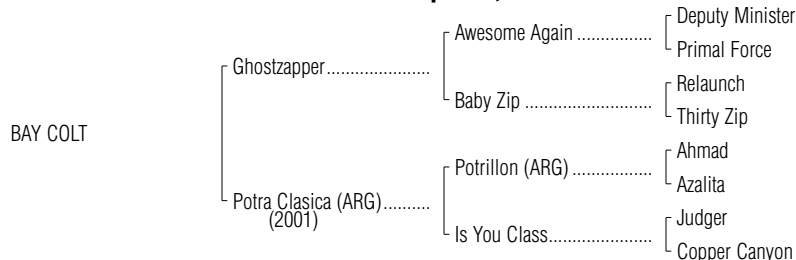 Deputy Minister
Awesome Again ................
Primal Force
Ghostzapper......................
Relaunch
Baby Zip .........................
Thirty Zip
BAY COLT
Ahmad
Potrillon (ARG) ................
Azalita
Potra Clasica (ARG)..........
(2001)
Judger
Is You Class.....................
Copper Canyon